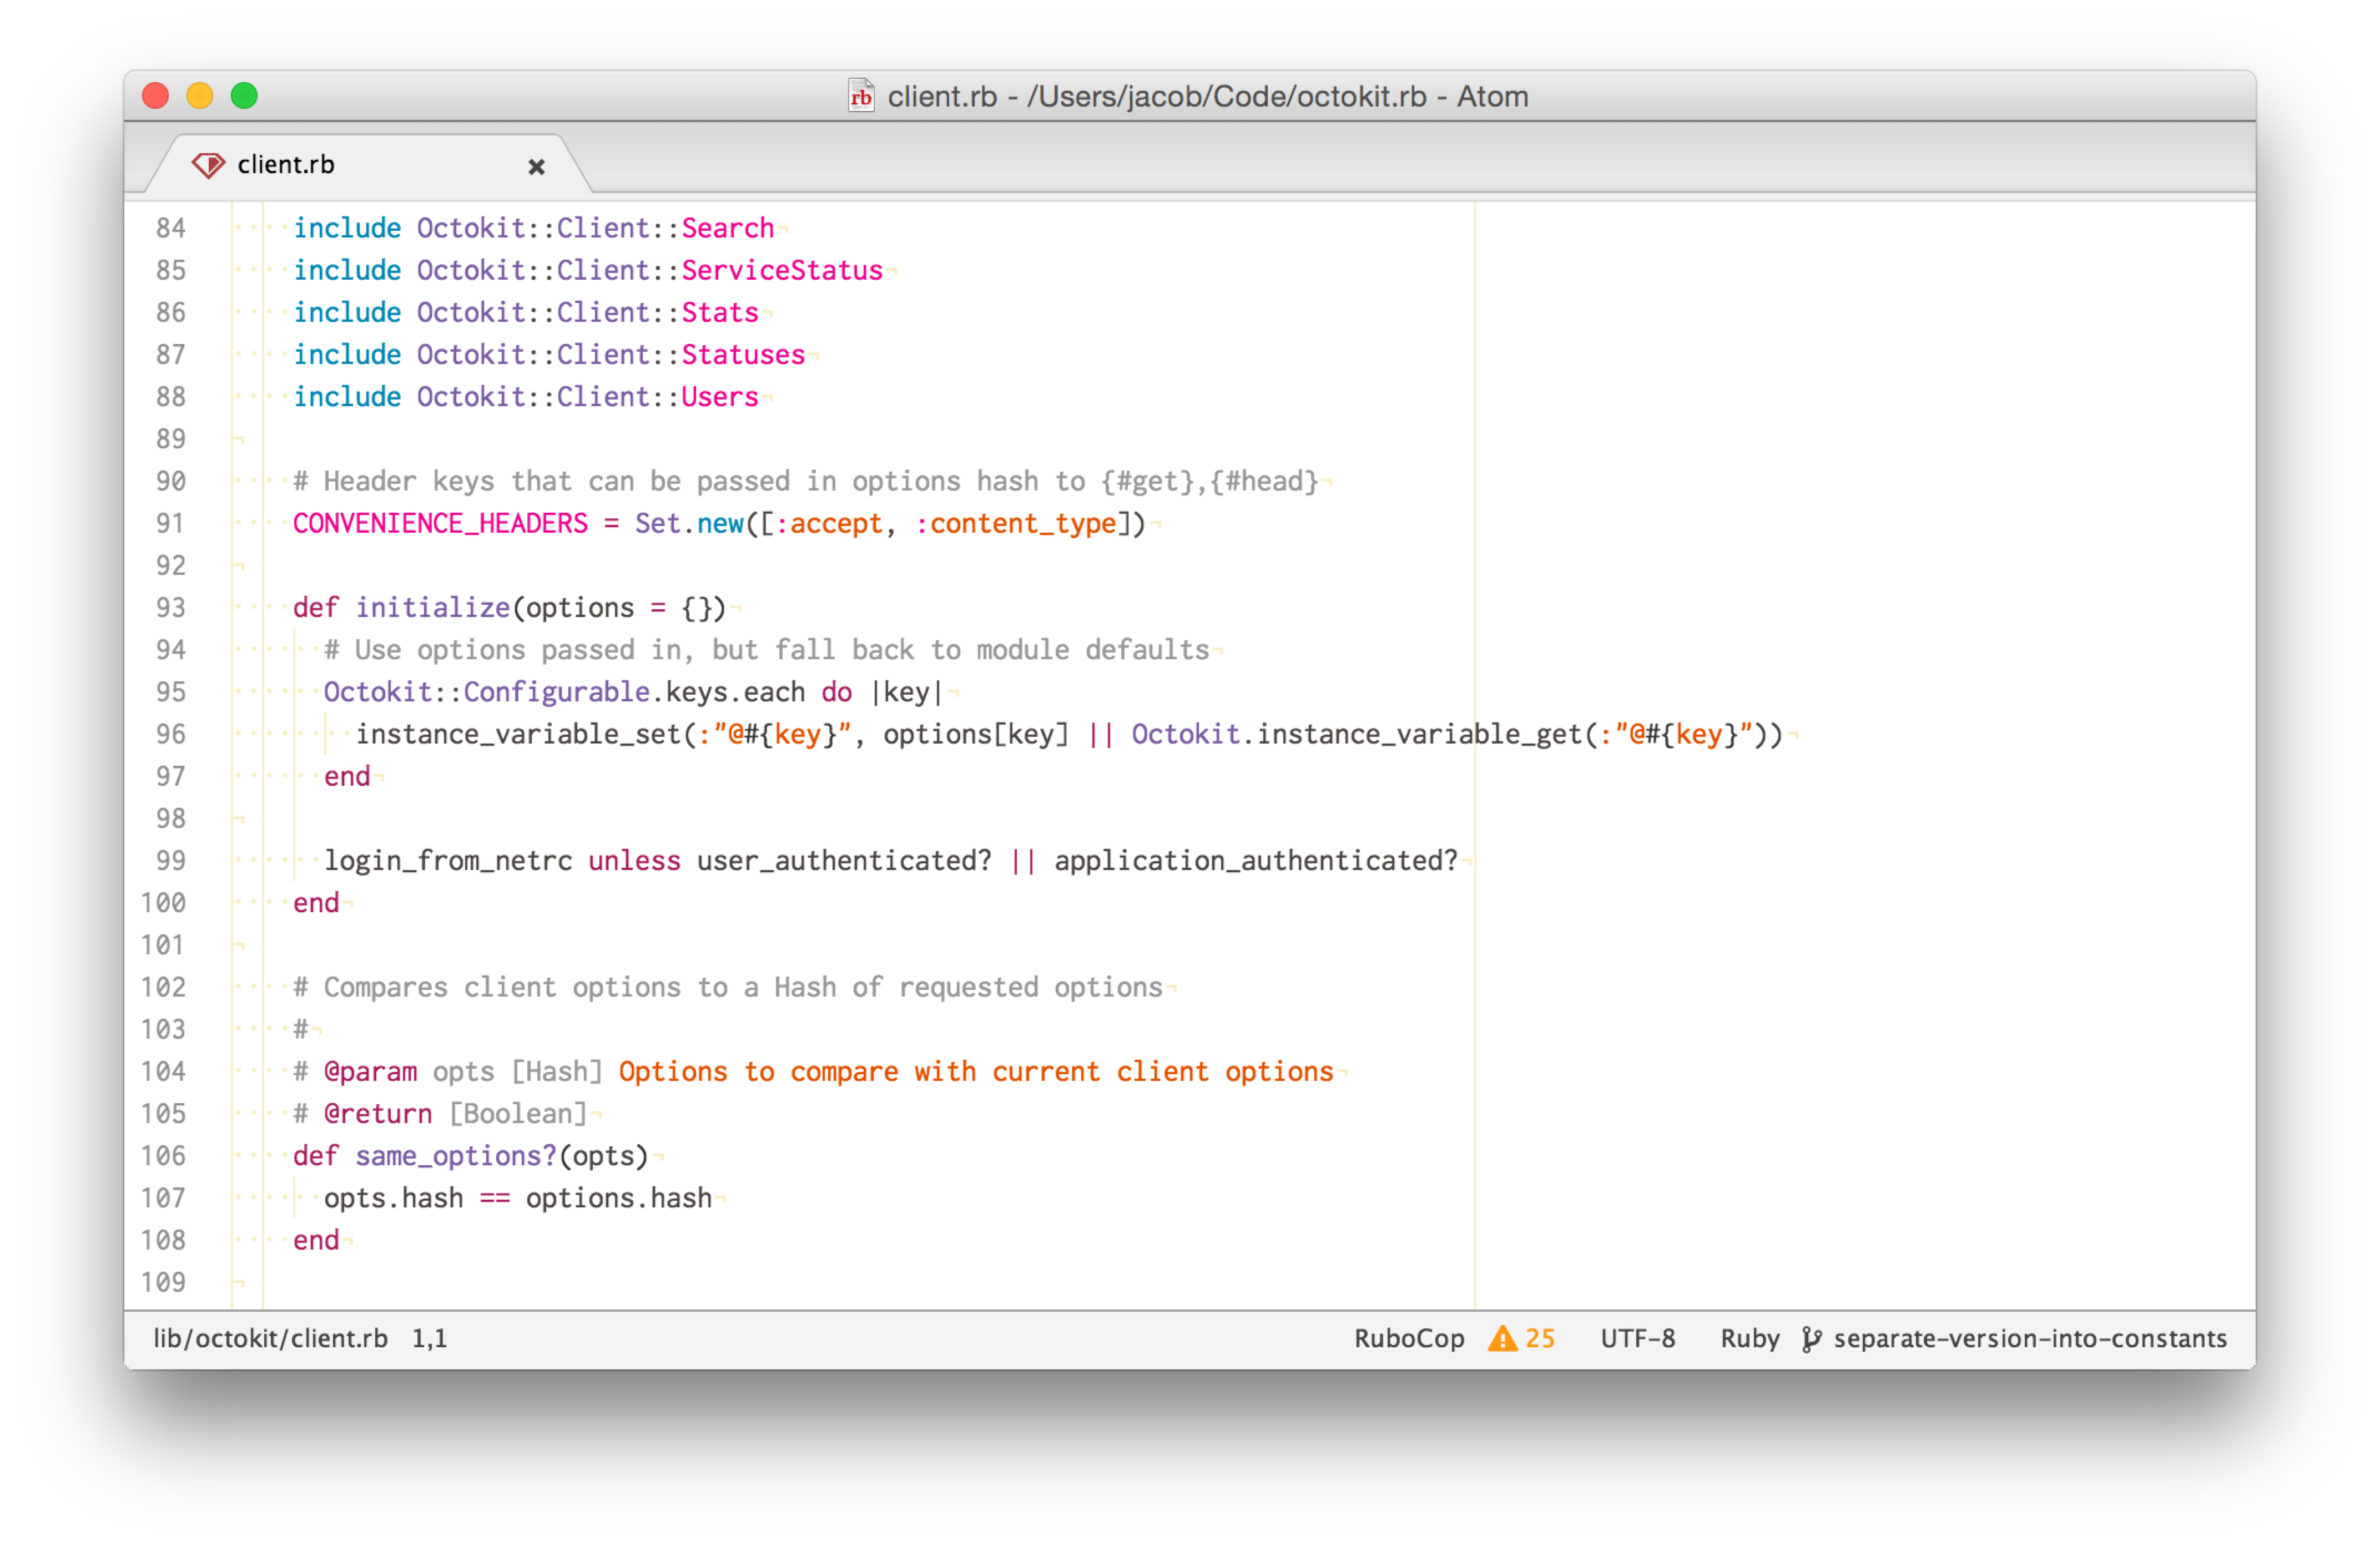 rb client.rb - /Users/jacob/Code/octokit.rb - Atom
client.rb
84 include Octokit::Client::Search
85 include Octokit::Client::ServiceStatus
86 include Octokit::Client::Stats
87 include Octokit::Client::Statuses
88 include Octokit::Client::Users
89
90 # Header keys that can be passed in options hash to {#get},{#head}
91 CONVENIENCE_HEADERS = Set.new([:accept, :content_type])
92
93 def initialize(options = {})
94 # Use options passed in, but fall back to module defaults
95 Octokit::Configurable.keys.each do |key|
96 instance_variable_set(:"@#{key}", options[key] || Octokit.instance_variable_get(:"@#{key}"))
97 end
98
99 login_from_netrc unless user_authenticated? || application_authenticated?
100 end
101
102 # Compares client options to a Hash of requested options
103 #
104 # @param opts [Hash] Options to compare with current client options
105 # @return [Boolean]
106 def same_options?(opts)
107 opts.hash == options.hash
108 end
109
lib/octokit/client.rb 1,1 RuboCop 25 UTF-8 Ruby separate-version-into-constants